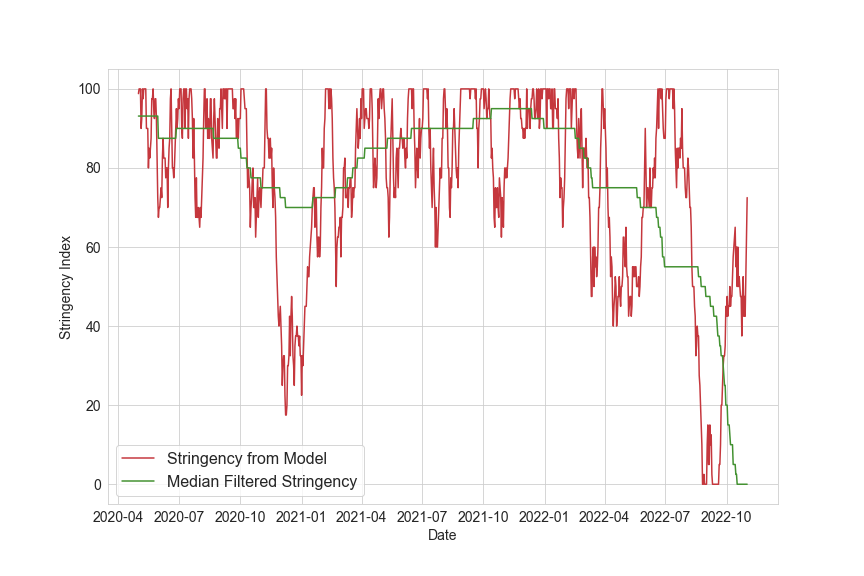 100
80
60
40
20
0
Stringency Index
Stringency from Model
Median Filtered Stringency
2020-04 2020-07 2020-10 2021-01 2021-04 2021-07 2021-10 2022-01 2022-04 2022-07 2022-10
Date